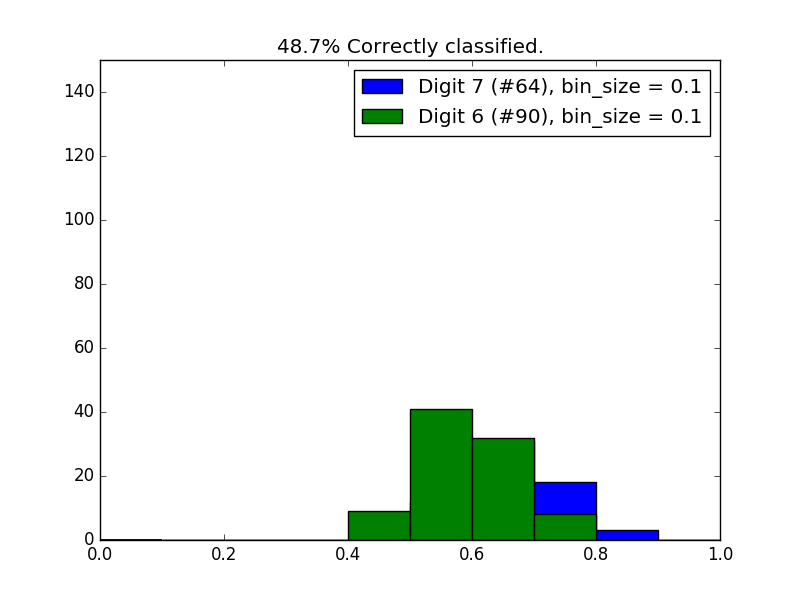 48.7% Correctly classified.
Digit 7 (#64), bin_size = 0.1
Digit 6 (#90), bin_size = 0.1
140
120
100
80
60
40
20
0
0.0 0.2 0.4 0.6 0.8 1.0